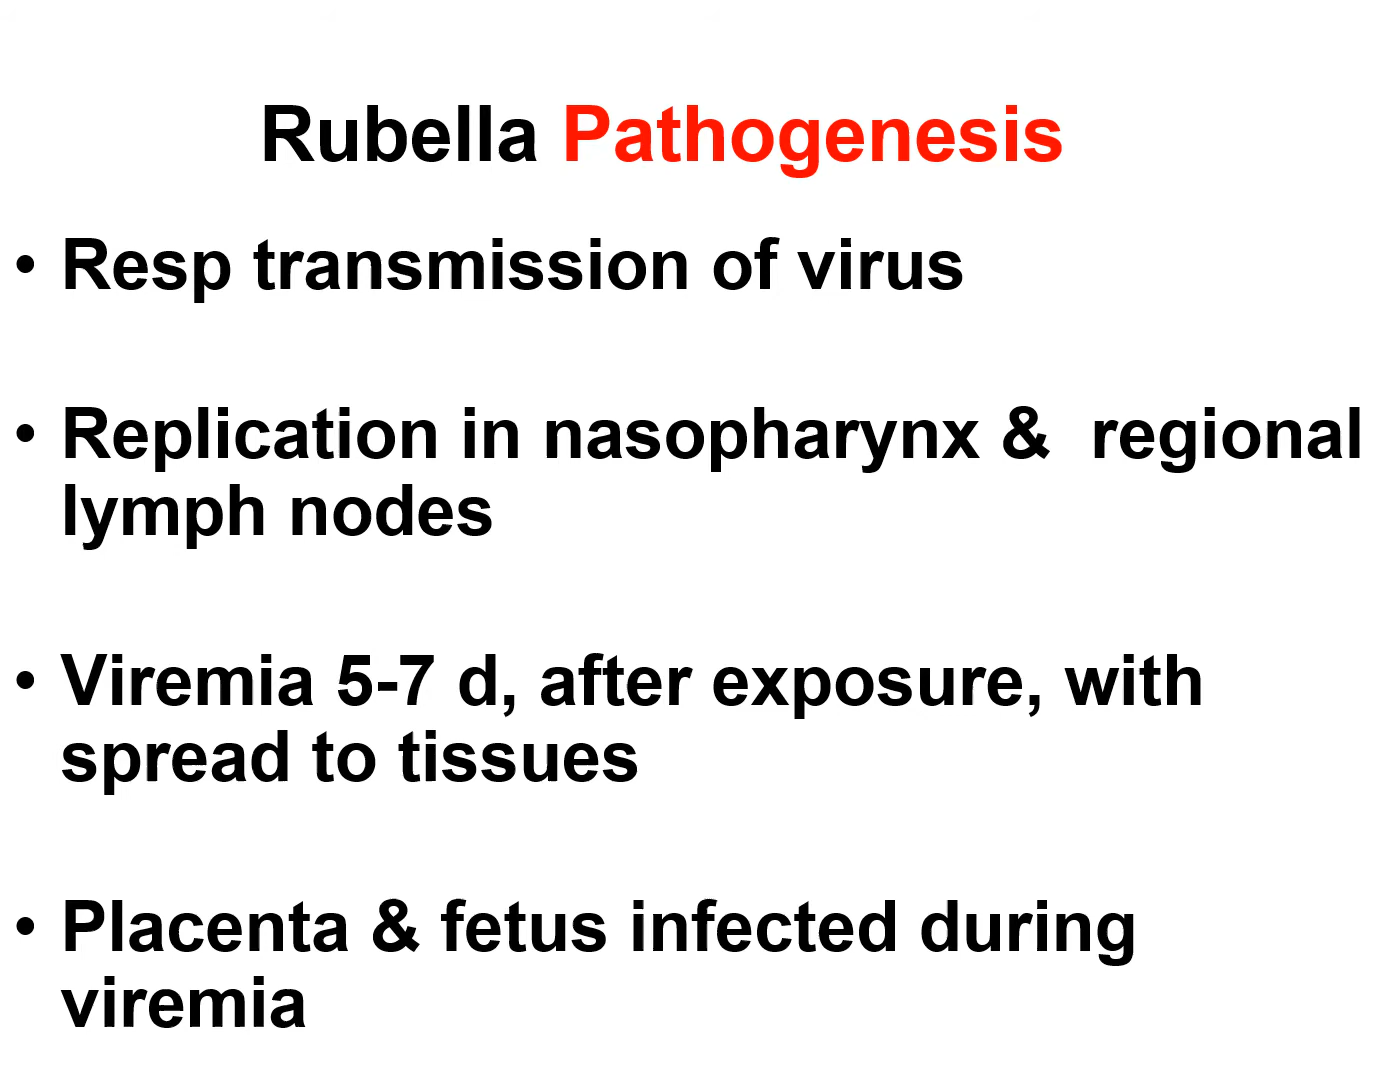 Rubella Pathogenesis
• Resp transmission of virus
• Replication in nasopharynx &  regional
lymph nodes
• Viremia 5-7 d, after exposure, with
spread to tissues
• Placenta & fetus infected during
viremia